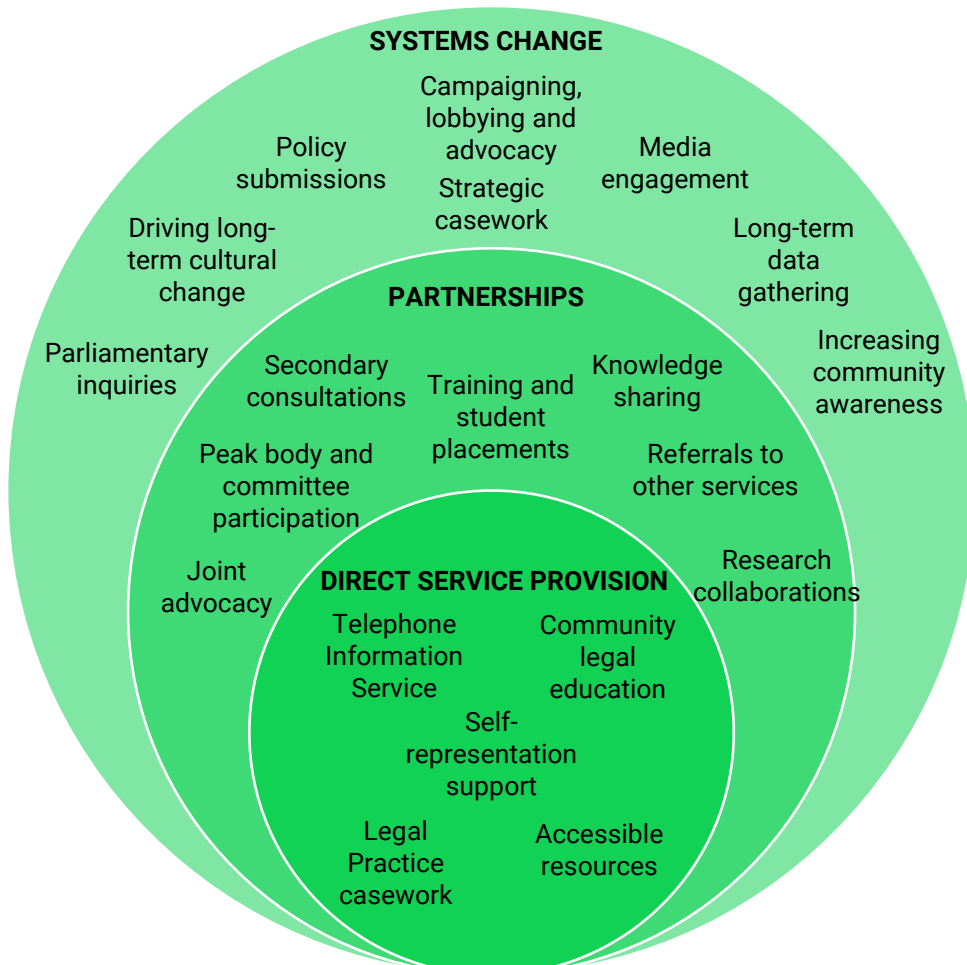 SYSTEMS CHANGE
Campaigning,
lobbying and
advocacy
Policy
submissions
Media
engagement
Strategic
casework
Driving long-
term cultural
change
Long-term
data
gathering
Parliamentary
inquiries
Increasing
community
awareness
PARTNERSHIPS
Secondary
consultations
Training and
student
placements
Knowledge
sharing
Peak body and
committee
participation
Referrals to
other services
Joint
advocacy
Research
collaborations
DIRECT SERVICE PROVISION
Telephone
Information
Service
Community
legal
education
Self-
representation
support
Legal
Practice
casework
Accessible
resources